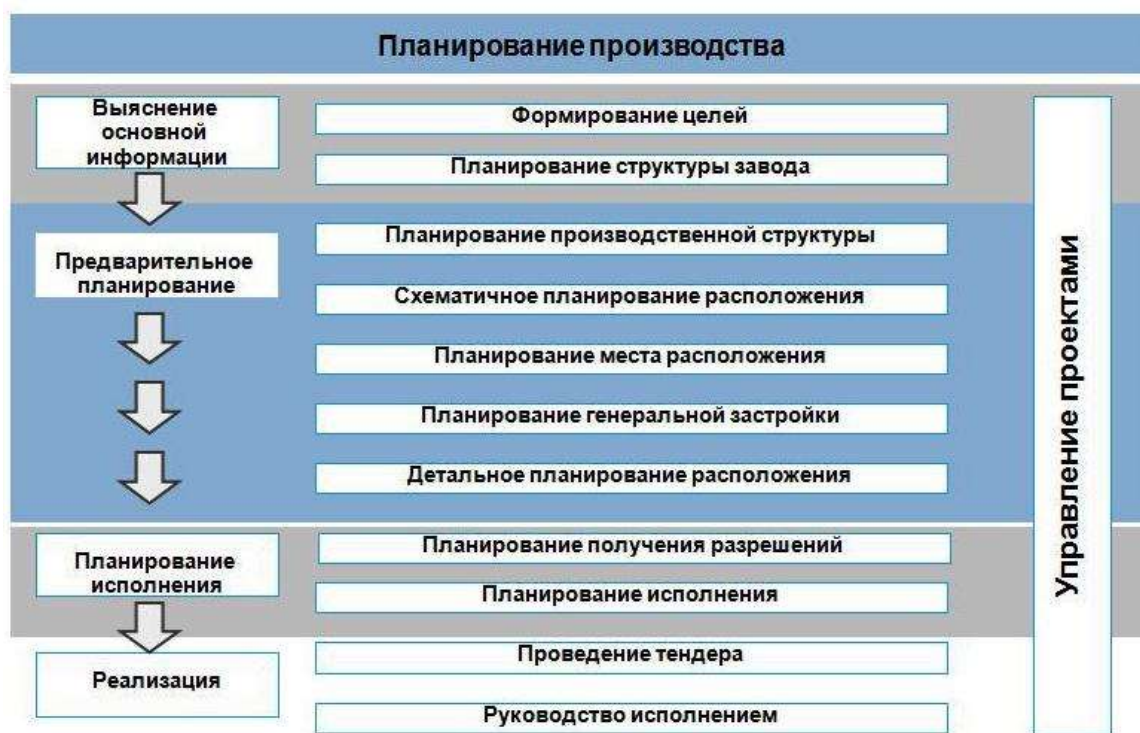 Планирование производства
Выяснение
основной
информации
Формирование целей
Планирование структуры завода
Предварительное
планирование
Планирование производственной структуры
Схематичное планирование расположения
Планирование места расположения
Планирование генеральной застройки
Детальное планирование расположения
Планирование
исполнения
Планирование получения разрешений
Планирование исполнения
Реализация
Проведение тендера
Руководство исполнением
Управление проектами